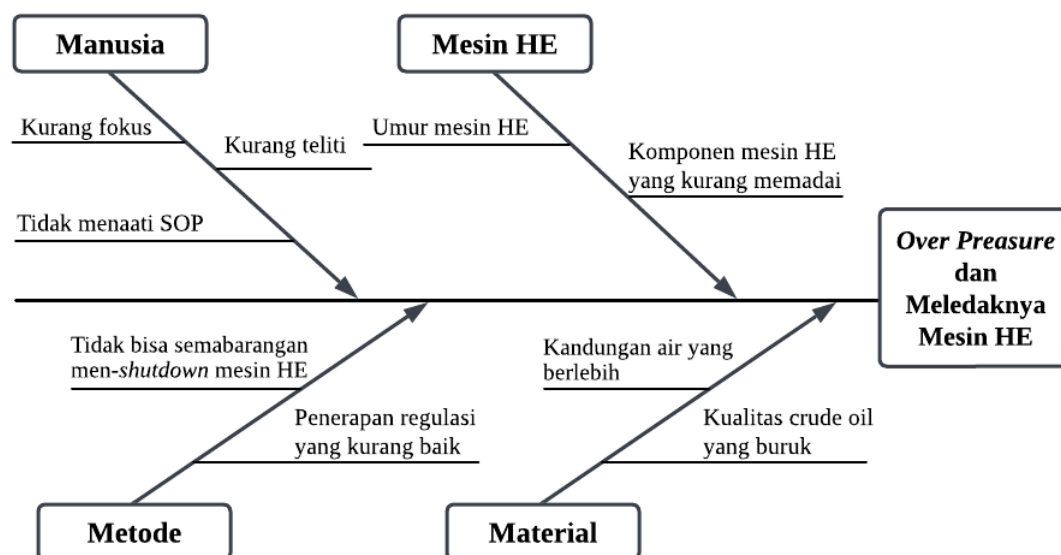 Manusia
Mesin HE
Kurang fokus
Kurang teliti
Tidak menaati SOP
Umur mesin HE
Komponen mesin HE
yang kurang memadai
Over Preasure
dan
Meledaknya
Mesin HE
Tidak bisa semabarangan
men-shutdown mesin HE
Penerapan regulasi
yang kurang baik
Kandungan air yang
berlebih
Kualitas crude oil
yang buruk
Metode
Material